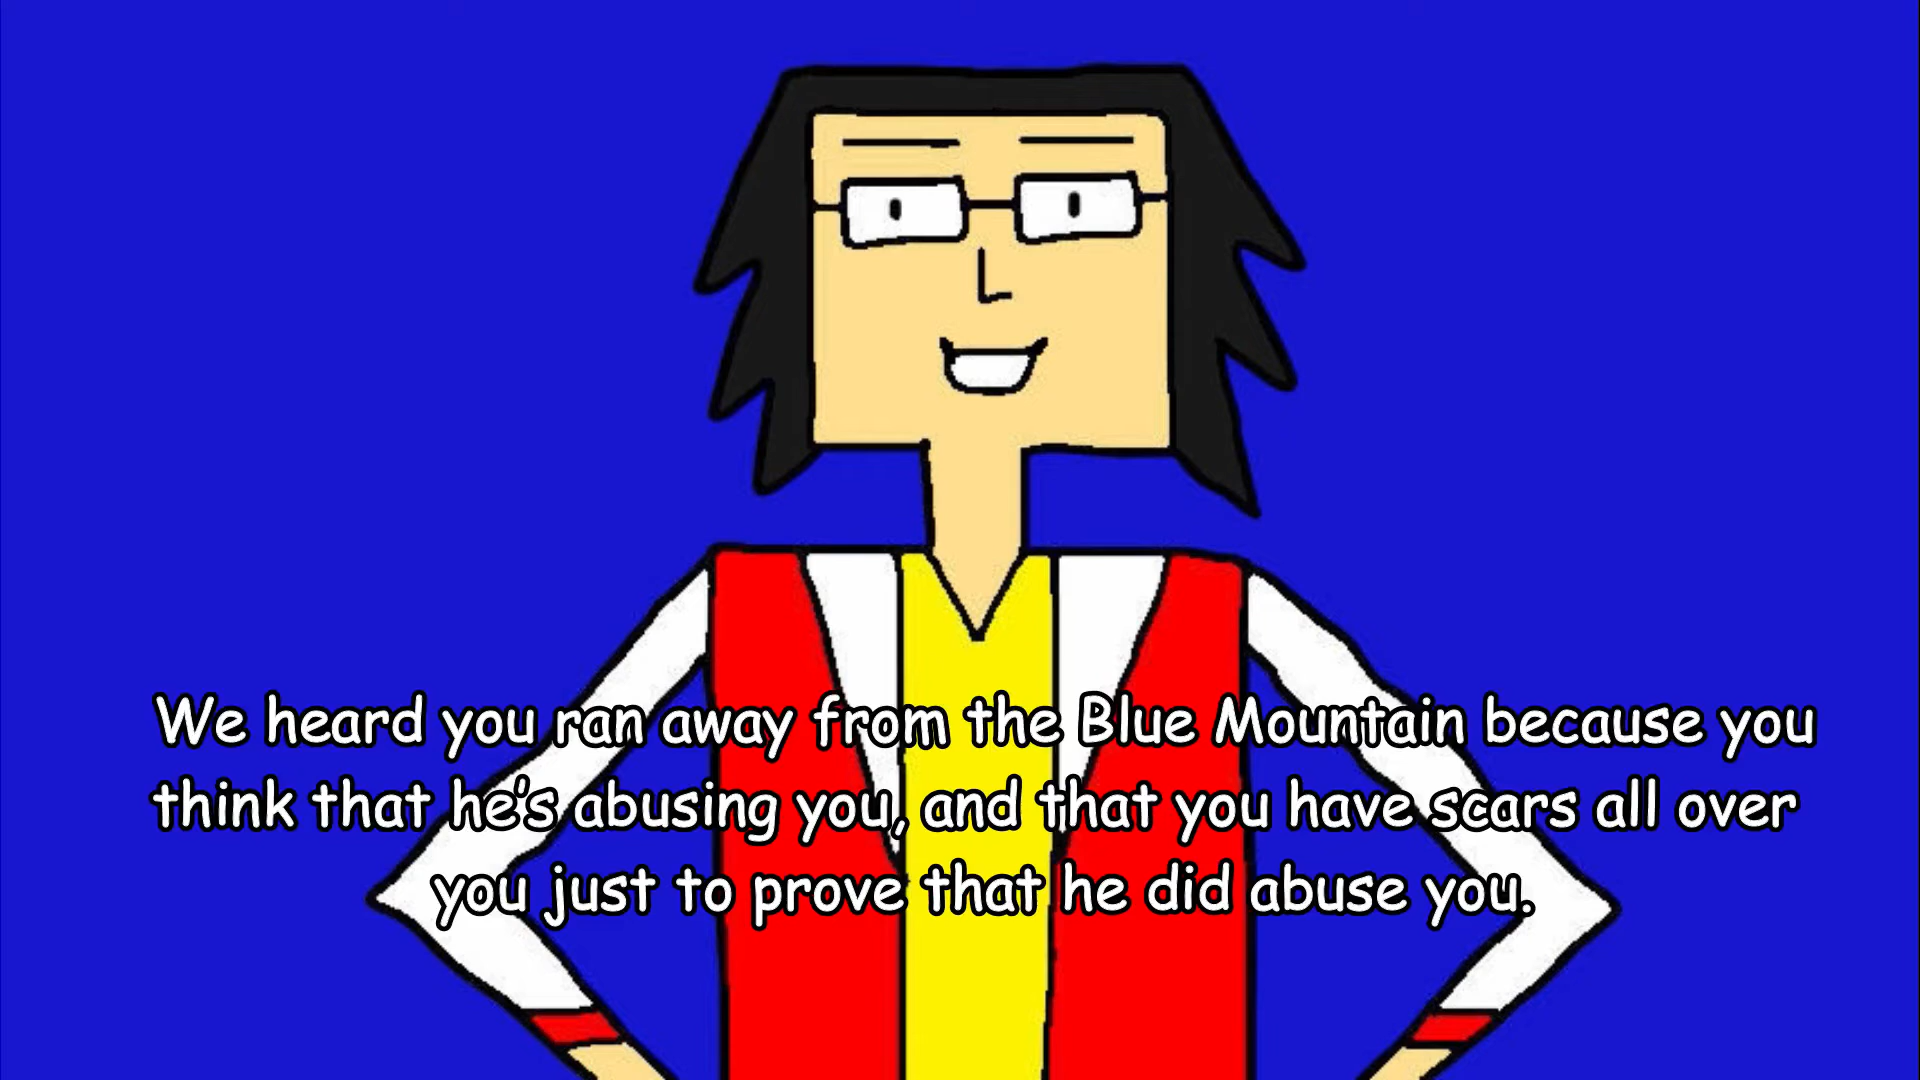 We heard you ran away from the Blue Mountain because you
think that he's abusing you, and that you have scars all over
you just to prove that he did abuse you.